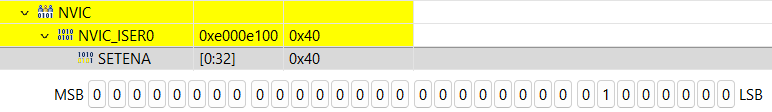 NVIC
NVIC_ISER0 0xe000e100 0x40
SETENA [0:32] 0x40
MSB 0 0 0 0 0 0 0 0 0 0 0 0 0 0 0 0 0 0 0 0 0 0 0 0 0 1 0 0 0 0 0 0 LSB